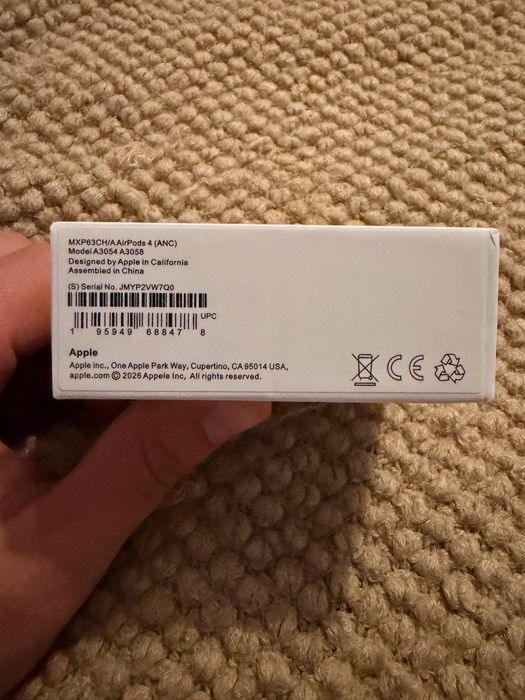 MXP63CH/AAirPods 4 (ANC)
Model A3054 A3058
Designed by Apple in California
Assembled in China
(S) Serial No. JMYP2VW7Q0
UPC
1 95949 68847 8
Apple
Apple inc., One Apple Park Way, Cupertino, CA 95014 USA,
apple.com © 2026 Appele Inc, All rights reserved.
CE